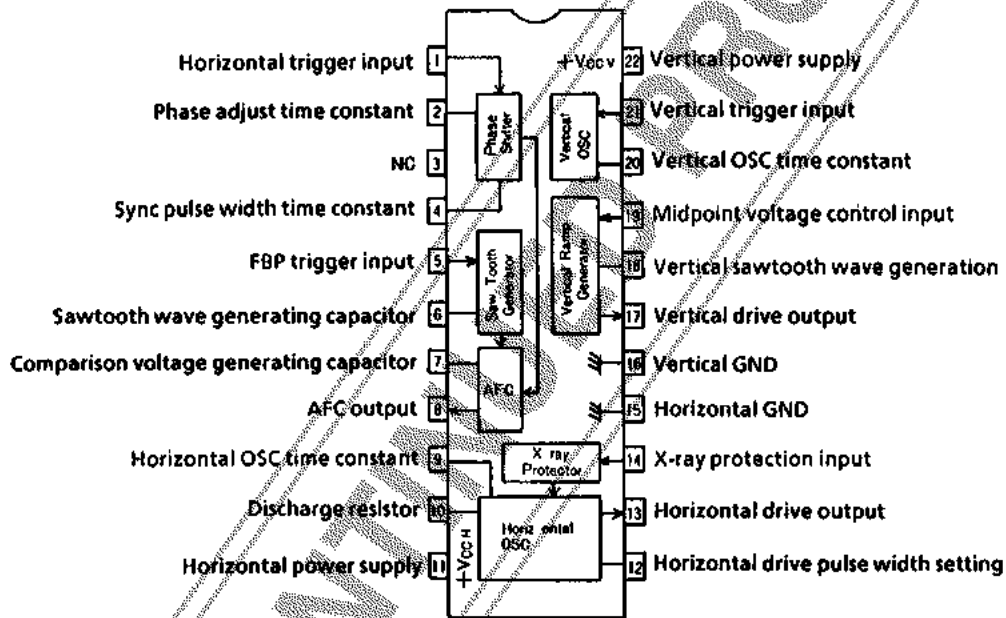 Horizontal trigger input 1
Phase adjust time constant 2
NC 3
Sync pulse width time constant 4
FBP trigger input 5
Sawtooth wave generating capacitor 6
Comparison voltage generating capacitor 7
AFC output 8
Horizontal OSC time constant 9
Discharge resistor 10
Horizontal power supply 11
Phase
Shifter
Saw Tooth
Generator
AFC
+VCC H
+VCC V
Vertical
OSC
Vertical Ramp
Generator
X ray
Protector
Horiz ental
OSC
22 Vertical power supply
21 Vertical trigger input
20 Vertical OSC time constant
19 Midpoint voltage control input
18 Vertical sawtooth wave generation
17 Vertical drive output
16 Vertical GND
15 Horizontal GND
14 X-ray protection input
13 Horizontal drive output
12 Horizontal drive pulse width setting